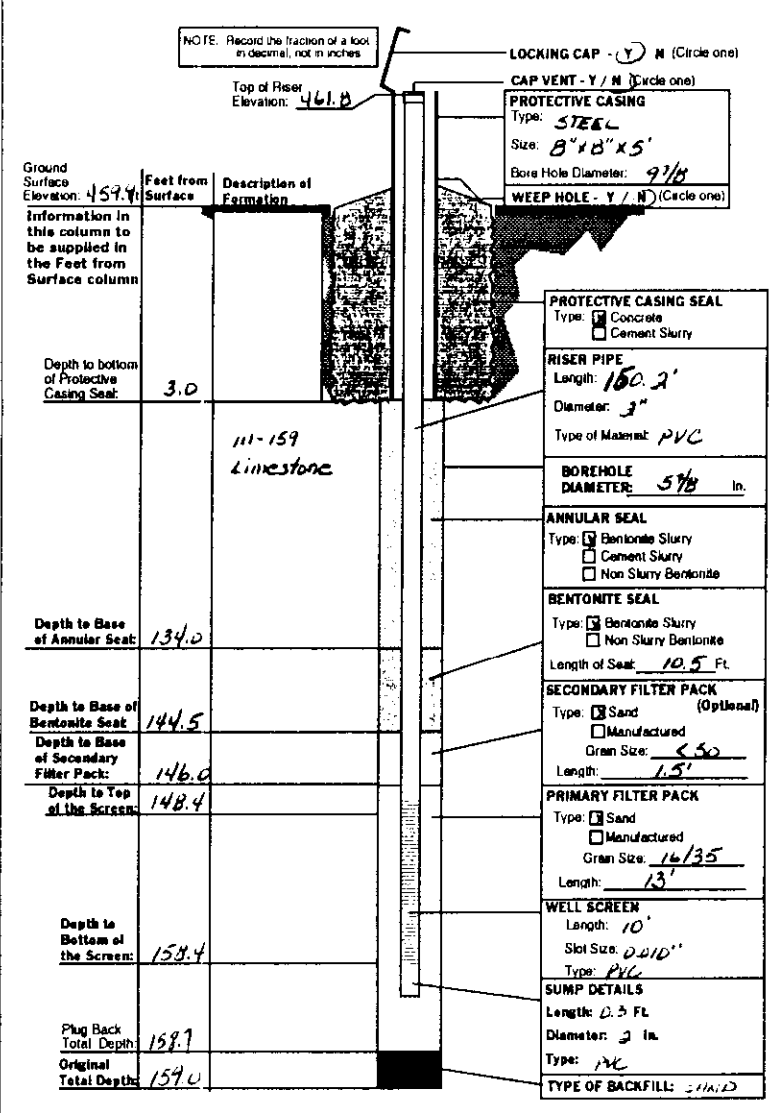 NOTE: Record the fraction of a foot
in decimal, not in inches
LOCKING CAP - Y N (Circle one)
CAP VENT - Y / N (Circle one)
Top of Riser
Elevation: 461.8
PROTECTIVE CASING
Type: STEEL
Size: 8" x 8" x 5'
Bore Hole Diameter: 9 7/8
WEEP HOLE - Y / N (Circle one)
Ground
Surface
Elevation: 459.4
Feet from
Surface
Description of
Formation
Information in
this column to
be supplied in
the Feet from
Surface column
PROTECTIVE CASING SEAL
Type: Concrete
Cement Slurry
Depth to bottom
of Protective
Casing Seal: 3.0
RISER PIPE
Length: 150.2'
Diameter: 2"
Type of Material: PVC
111-159
Limestone
BOREHOLE
DIAMETER: 5 7/8 In.
ANNULAR SEAL
Type: Bentonite Slurry
Cement Slurry
Non Slurry Bentonite
BENTONITE SEAL
Type: Bentonite Slurry
Non Slurry Bentonite
Length of Seal: 10.5 Ft.
Depth to Base
of Annular Seal: 134.0
SECONDARY FILTER PACK
(Optional)
Type: Sand
Manufactured
Grain Size: <50
Length: 1.5'
Depth to Base of
Bentonite Seal: 144.5
Depth to Base
of Secondary
Filter Pack: 146.0
Depth to Top
of the Screen: 148.4
PRIMARY FILTER PACK
Type: Sand
Manufactured
Grain Size: 16/35
Length: 13'
WELL SCREEN
Length: 10'
Slot Size: 0.010"
Type: PVC
Depth to
Bottom of
the Screen: 158.4
SUMP DETAILS
Length: 0.3 Ft.
Diameter: 2 In.
Type: PVC
Plug Back
Total Depth: 158.7
Original
Total Depth: 159.0
TYPE OF BACKFILL: SAND